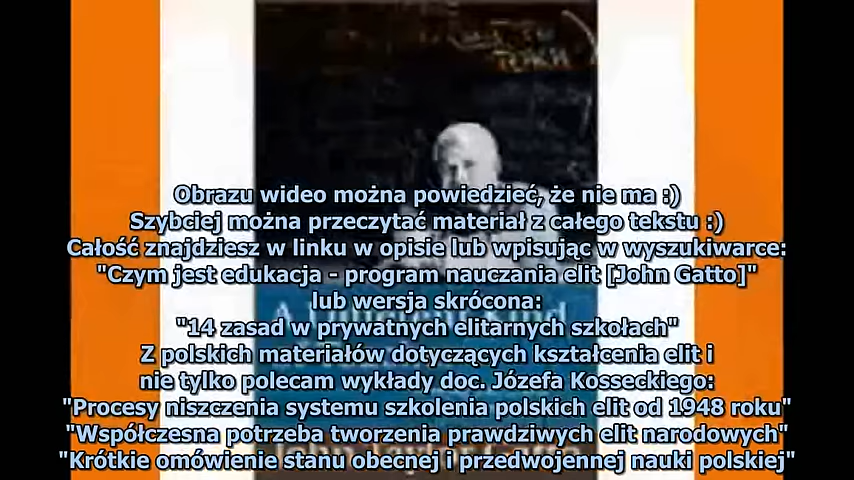 Obrazu wideo można powiedzieć, że nie ma :)
Szybciej można przeczytać materiał z całego tekstu :)
Całość znajdziesz w linku w opisie lub wpisując w wyszukiwarce:
"Czym jest edukacja - program nauczania elit [John Gatto]"
lub wersja skrócona:
"14 zasad w prywatnych elitarnych szkołach"
Z polskich materiałów dotyczących kształcenia elit i
nie tylko polecam wykłady doc. Józefa Kosseckiego:
"Procesy niszczenia systemu szkolenia polskich elit od 1948 roku"
"Współczesna potrzeba tworzenia prawdziwych elit narodowych"
"Krótkie omówienie stanu obecnej i przedwojennej nauki polskiej"